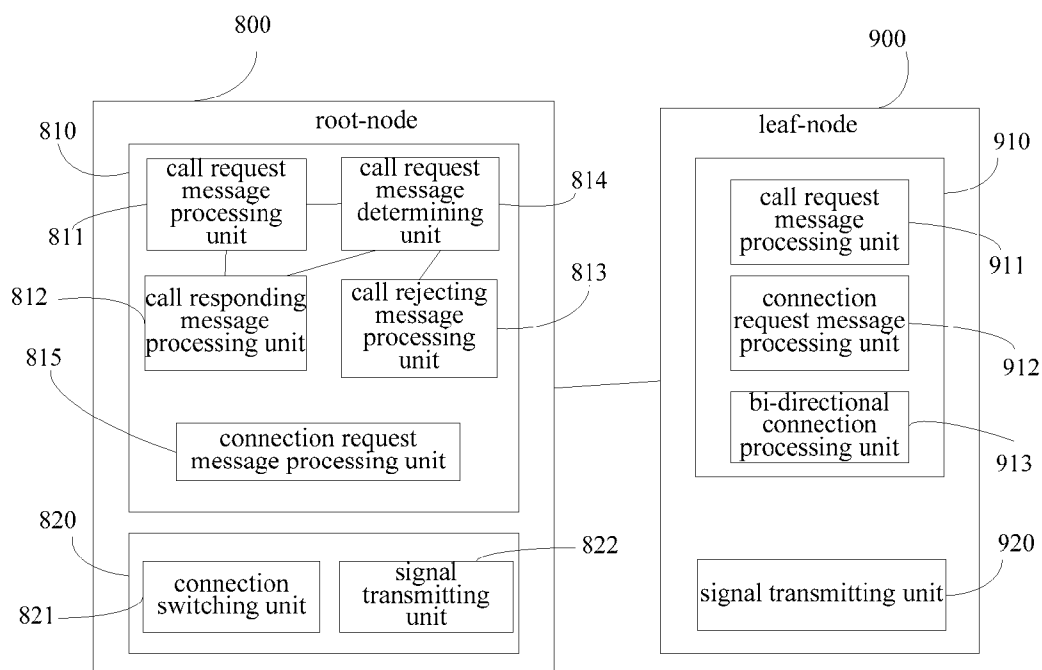 800
900
root-node
leaf-node
810
910
call request
message
processing
unit
call request
message
determining
unit
814
811
call request
message
processing unit
911
812
call responding
message
processing unit
call rejecting
message
processing
unit
813
connection
request message
processing unit
912
815
connection request
message processing unit
bi-directional
connection
processing unit
913
820
822
920
connection
switching unit
signal
transmitting
unit
821
signal transmitting unit